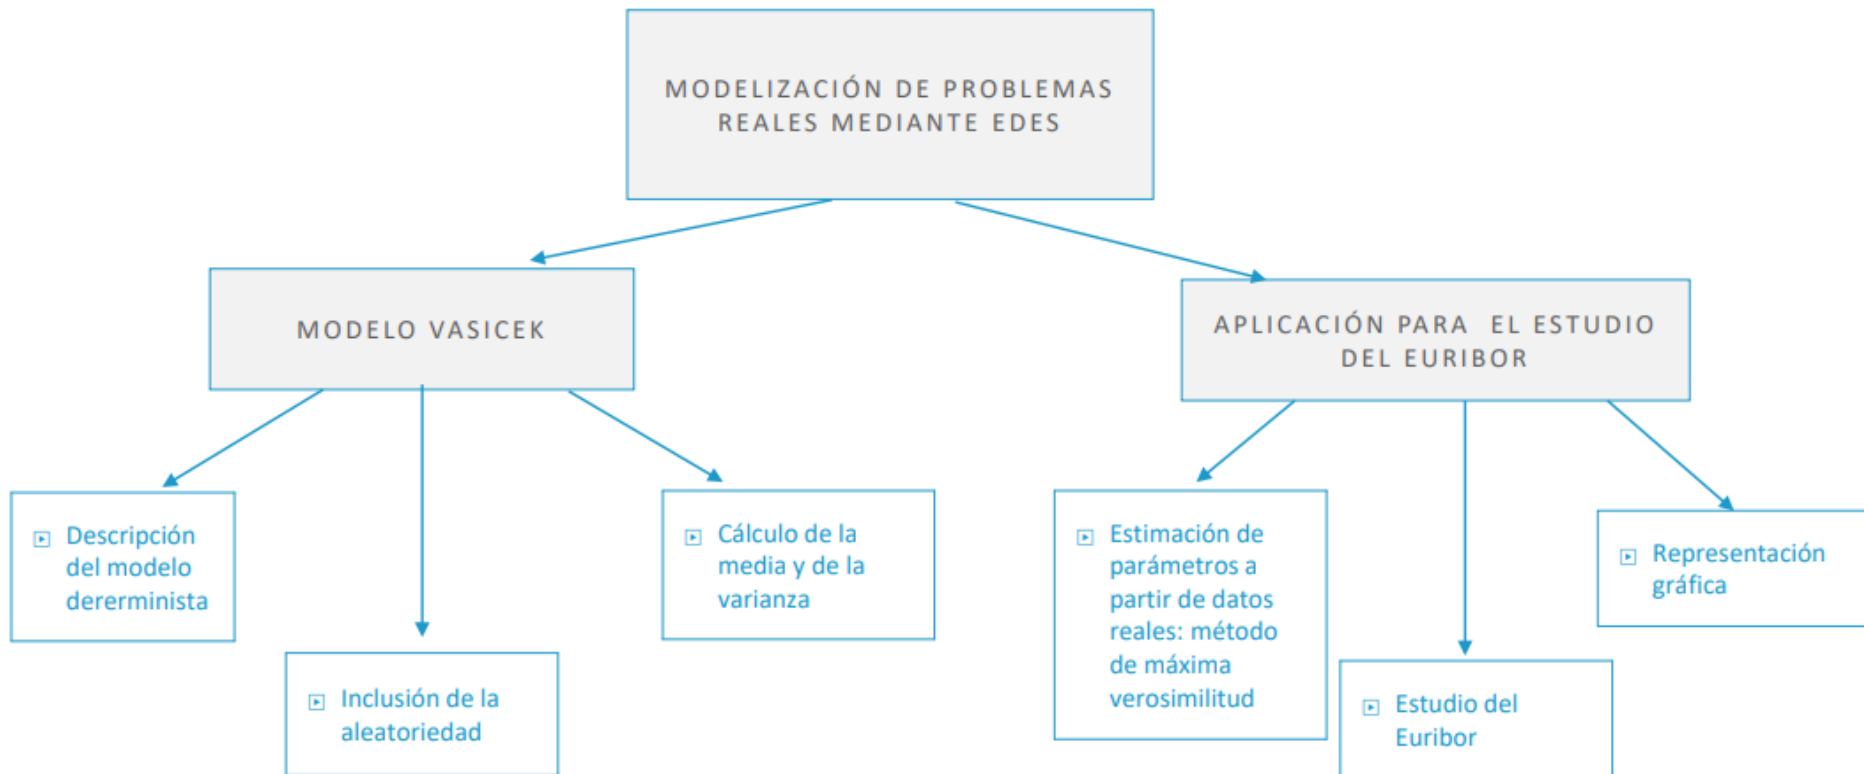 MODELIZACIÓN DE PROBLEMAS
REALES MEDIANTE EDES
MODELO VASICEK
APLICACIÓN PARA EL ESTUDIO
DEL EURIBOR
Descripción
del modelo
dererminista
Inclusión de la
aleatoriedad
Cálculo de la
media y de la
varianza
Estimación de
parámetros a
partir de datos
reales: método
de máxima
verosimilitud
Estudio del
Euribor
Representación
gráfica